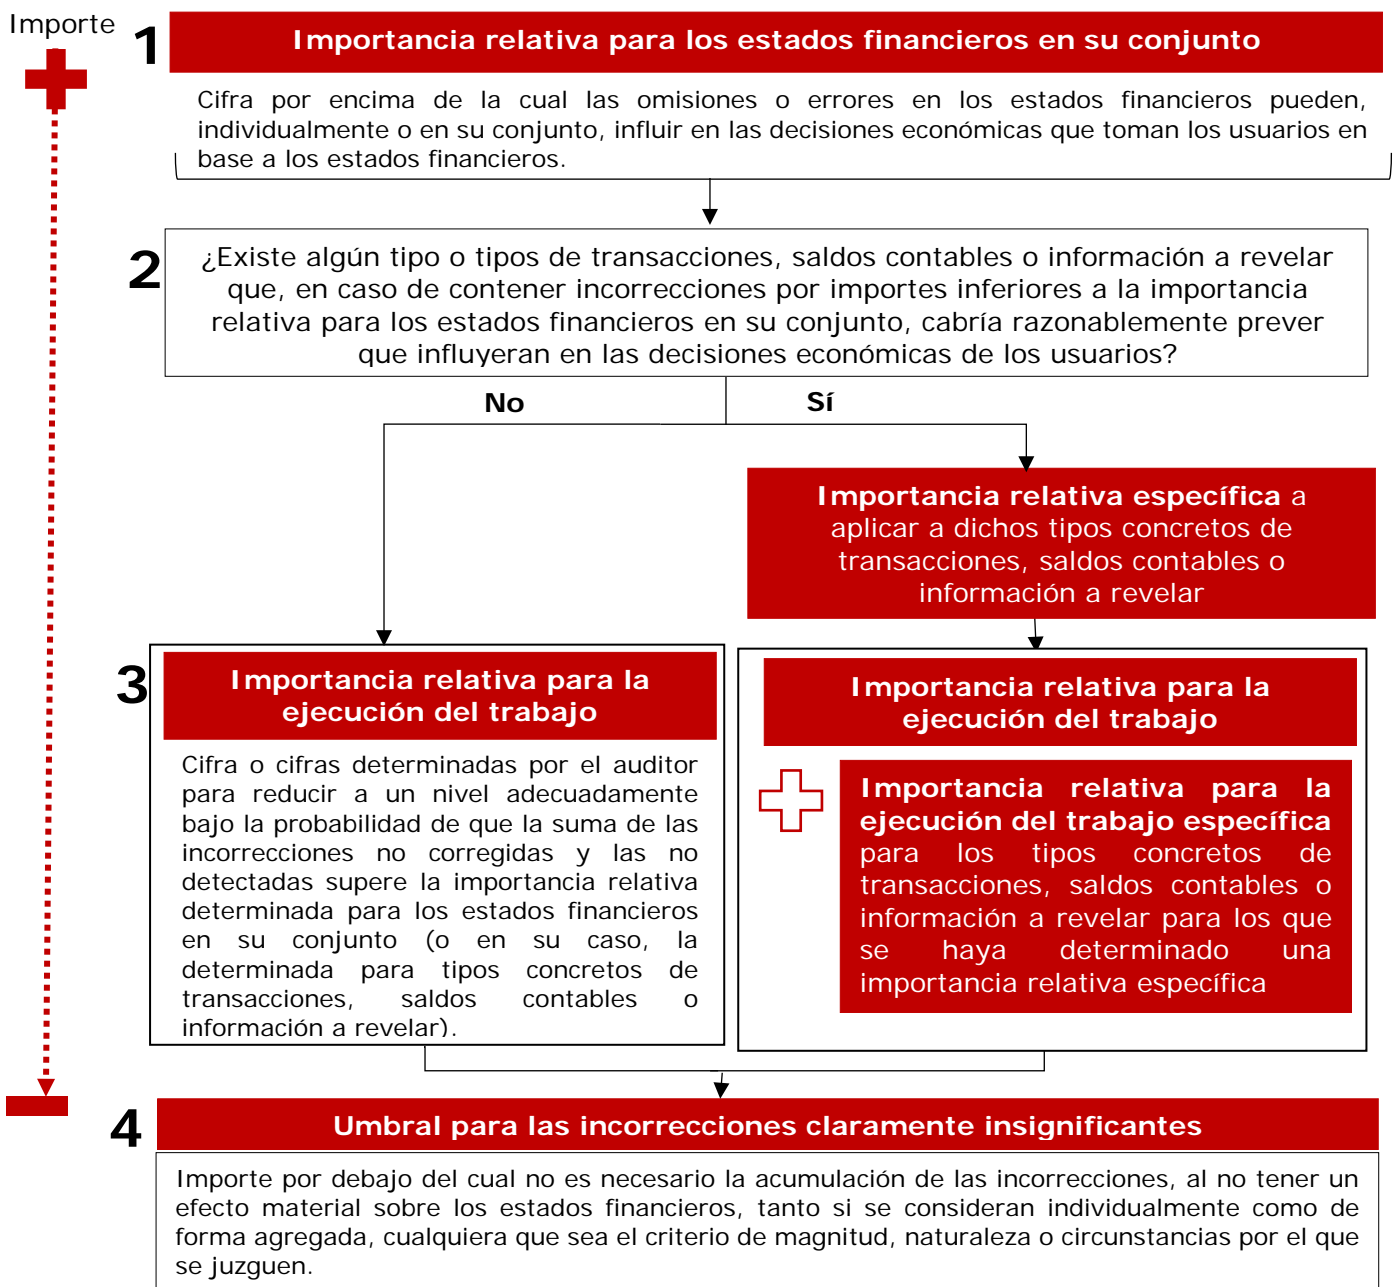 Importe
1
Importancia relativa para los estados financieros en su conjunto
Cifra por encima de la cual las omisiones o errores en los estados financieros pueden,
individualmente o en su conjunto, influir en las decisiones económicas que toman los usuarios en
base a los estados financieros.
2
¿Existe algún tipo o tipos de transacciones, saldos contables o información a revelar
que, en caso de contener incorrecciones por importes inferiores a la importancia
relativa para los estados financieros en su conjunto, cabría razonablemente prever
que influyeran en las decisiones económicas de los usuarios?
No
Sí
Importancia relativa específica a
aplicar a dichos tipos concretos de
transacciones, saldos contables o
información a revelar
3
Importancia relativa para la
ejecución del trabajo
Cifra o cifras determinadas por el auditor
para reducir a un nivel adecuadamente
bajo la probabilidad de que la suma de las
incorrecciones no corregidas y las no
detectadas supere la importancia relativa
determinada para los estados financieros
en su conjunto (o en su caso, la
determinada para tipos concretos de
transacciones, saldos contables o
información a revelar).
Importancia relativa para la
ejecución del trabajo
Importancia relativa para la
ejecución del trabajo específica
para los tipos concretos de
transacciones, saldos contables o
información a revelar para los que
se haya determinado una
importancia relativa específica
4
Umbral para las incorrecciones claramente insignificantes
Importe por debajo del cual no es necesario la acumulación de las incorrecciones, al no tener un
efecto material sobre los estados financieros, tanto si se consideran individualmente como de
forma agregada, cualquiera que sea el criterio de magnitud, naturaleza o circunstancias por el que
se juzguen.